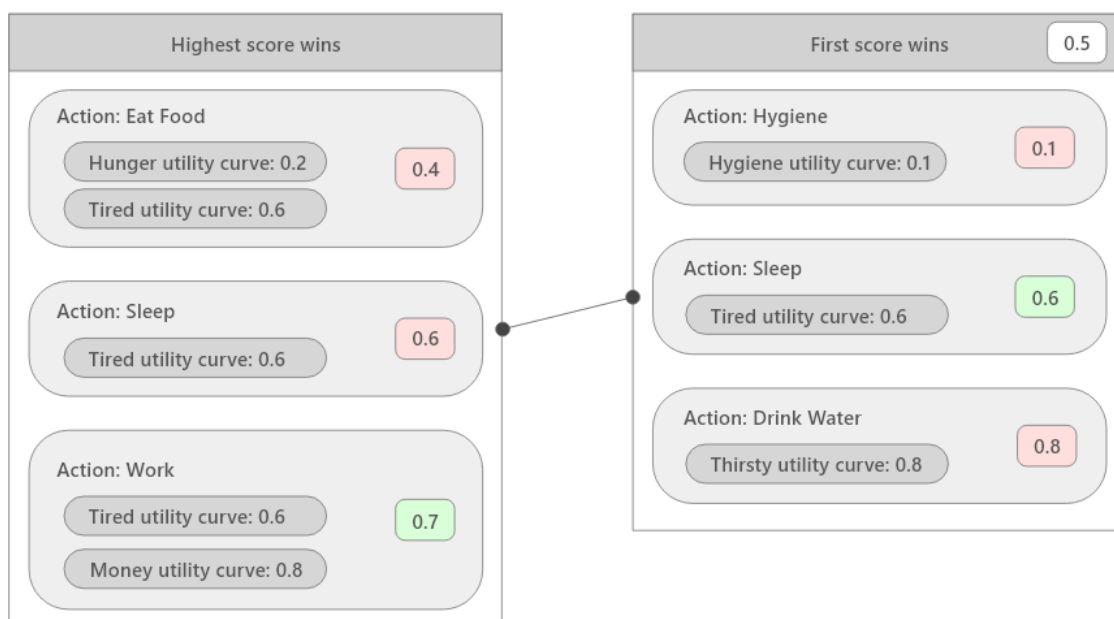 Highest score wins
Action: Eat Food
Hunger utility curve: 0.2
0.4
Tired utility curve: 0.6
Action: Sleep
Tired utility curve: 0.6
0.6
Action: Work
Tired utility curve: 0.6
0.7
Money utility curve: 0.8
First score wins
0.5
Action: Hygiene
Hygiene utility curve: 0.1
0.1
Action: Sleep
Tired utility curve: 0.6
0.6
Action: Drink Water
Thirsty utility curve: 0.8
0.8